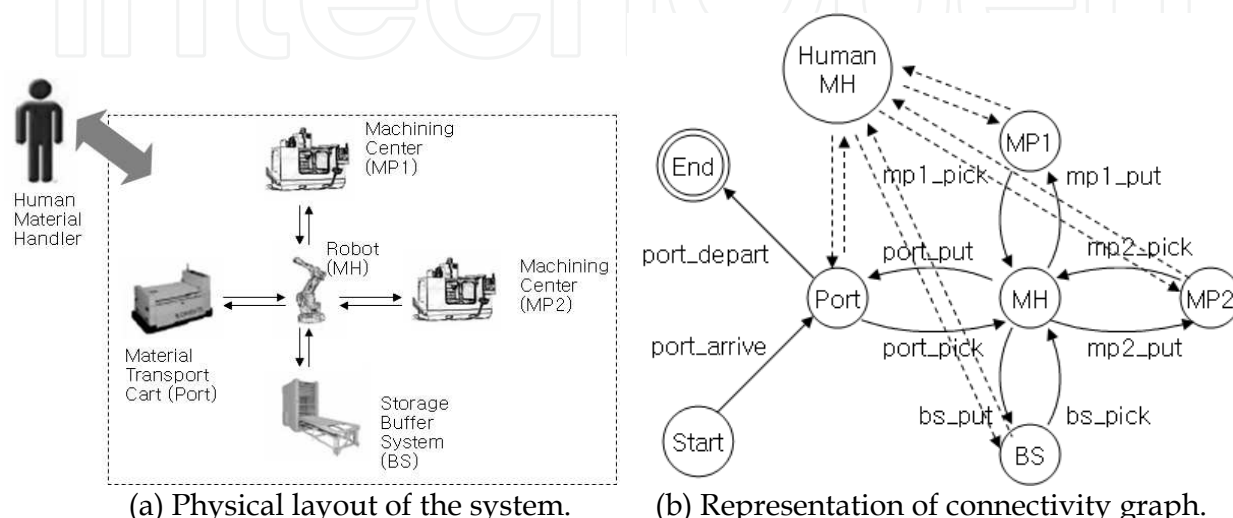 intechopen
Human
Material
Handler
Machining
Center
(MP1)
Robot
(MH)
Machining
Center
(MP2)
Material
Transport
Cart (Port)
Storage
Buffer
System
(BS)
(a) Physical layout of the system.
Human
MH
MP1
End
mp1_pick
mp1_put
port_depart
port_put
mp2_pick
Port
MH
MP2
port_arrive
port_pick
mp2_put
bs_put
bs_pick
Start
BS
(b) Representation of connectivity graph.